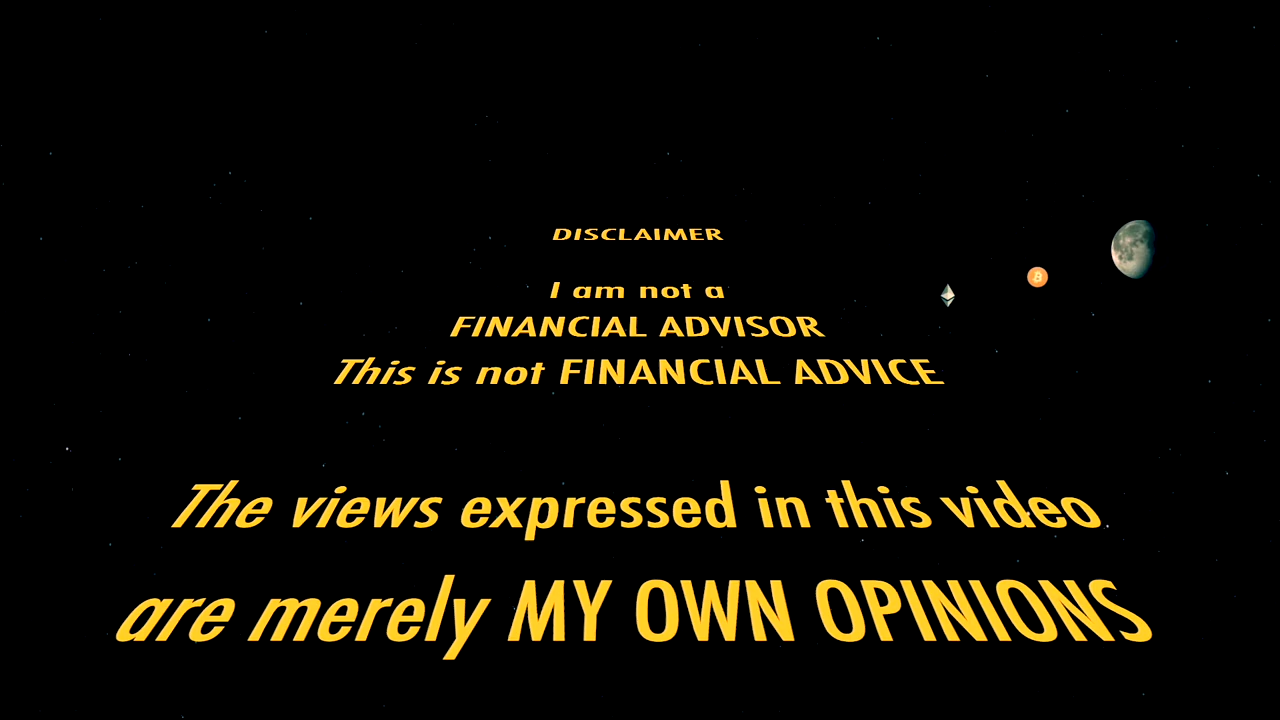 DISCLAIMER
I am not a
FINANCIAL ADVISOR
This is not FINANCIAL ADVICE
The views expressed in this video
are merely MY OWN OPINIONS